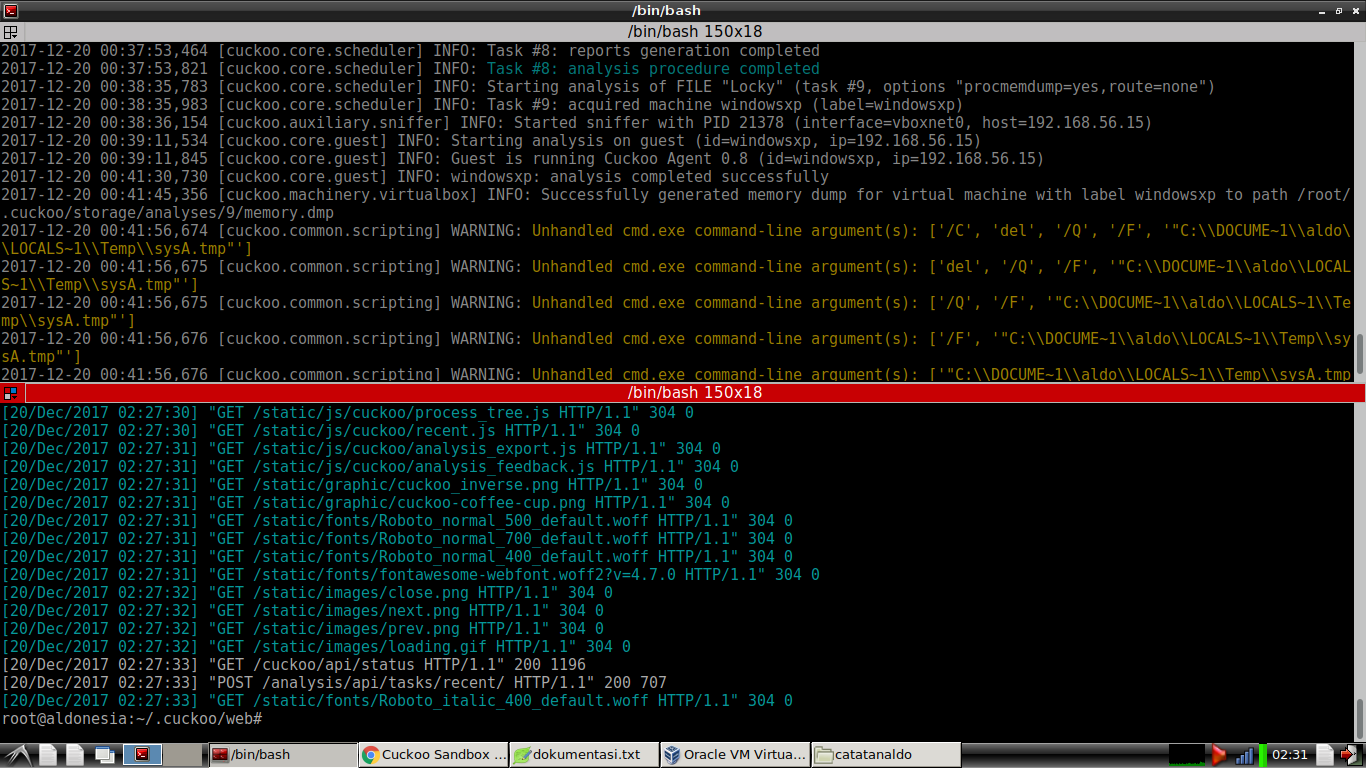 /bin/bash
/bin/bash 150x18
2017-12-20 00:37:53,464 [cuckoo.core.scheduler] INFO: Task #8: reports generation completed
2017-12-20 00:37:53,821 [cuckoo.core.scheduler] INFO: Task #8: analysis procedure completed
2017-12-20 00:38:35,783 [cuckoo.core.scheduler] INFO: Starting analysis of FILE "Locky" (task #9, options "procmemdump=yes,route=none")
2017-12-20 00:38:35,983 [cuckoo.core.scheduler] INFO: Task #9: acquired machine windowsxp (label=windowsxp)
2017-12-20 00:38:36,154 [cuckoo.auxiliary.sniffer] INFO: Started sniffer with PID 21378 (interface=vboxnet0, host=192.168.56.15)
2017-12-20 00:39:11,534 [cuckoo.core.guest] INFO: Starting analysis on guest (id=windowsxp, ip=192.168.56.15)
2017-12-20 00:39:11,845 [cuckoo.core.guest] INFO: Guest is running Cuckoo Agent 0.8 (id=windowsxp, ip=192.168.56.15)
2017-12-20 00:41:30,730 [cuckoo.core.guest] INFO: windowsxp: analysis completed successfully
2017-12-20 00:41:45,356 [cuckoo.machinery.virtualbox] INFO: Successfully generated memory dump for virtual machine with label windowsxp to path /root/
.cuckoo/storage/analyses/9/memory.dmp
2017-12-20 00:41:56,674 [cuckoo.common.scripting] WARNING: Unhandled cmd.exe command-line argument(s): ['/C', 'del', '/Q', '/F', '"C:\\DOCUME~1\\aldo\
\LOCALS~1\\Temp\\sysA.tmp"']
2017-12-20 00:41:56,675 [cuckoo.common.scripting] WARNING: Unhandled cmd.exe command-line argument(s): ['del', '/Q', '/F', '"C:\\DOCUME~1\\aldo\\LOCAL
S~1\\Temp\\sysA.tmp"']
2017-12-20 00:41:56,675 [cuckoo.common.scripting] WARNING: Unhandled cmd.exe command-line argument(s): ['/Q', '/F', '"C:\\DOCUME~1\\aldo\\LOCALS~1\\Te
mp\\sysA.tmp"']
2017-12-20 00:41:56,676 [cuckoo.common.scripting] WARNING: Unhandled cmd.exe command-line argument(s): ['/F', '"C:\\DOCUME~1\\aldo\\LOCALS~1\\Temp\\sy
sA.tmp"']
2017-12-20 00:41:56,676 [cuckoo.common.scripting] WARNING: Unhandled cmd.exe command-line argument(s): ['"C:\\DOCUME~1\\aldo\\LOCALS~1\\Temp\\sysA.tmp
/bin/bash 150x18
[20/Dec/2017 02:27:30] "GET /static/js/cuckoo/process_tree.js HTTP/1.1" 304 0
[20/Dec/2017 02:27:30] "GET /static/js/cuckoo/recent.js HTTP/1.1" 304 0
[20/Dec/2017 02:27:31] "GET /static/js/cuckoo/analysis_export.js HTTP/1.1" 304 0
[20/Dec/2017 02:27:31] "GET /static/js/cuckoo/analysis_feedback.js HTTP/1.1" 304 0
[20/Dec/2017 02:27:31] "GET /static/graphic/cuckoo_inverse.png HTTP/1.1" 304 0
[20/Dec/2017 02:27:31] "GET /static/graphic/cuckoo-coffee-cup.png HTTP/1.1" 304 0
[20/Dec/2017 02:27:31] "GET /static/fonts/Roboto_normal_500_default.woff HTTP/1.1" 304 0
[20/Dec/2017 02:27:31] "GET /static/fonts/Roboto_normal_700_default.woff HTTP/1.1" 304 0
[20/Dec/2017 02:27:31] "GET /static/fonts/Roboto_normal_400_default.woff HTTP/1.1" 304 0
[20/Dec/2017 02:27:31] "GET /static/fonts/fontawesome-webfont.woff2?v=4.7.0 HTTP/1.1" 304 0
[20/Dec/2017 02:27:32] "GET /static/images/close.png HTTP/1.1" 304 0
[20/Dec/2017 02:27:32] "GET /static/images/next.png HTTP/1.1" 304 0
[20/Dec/2017 02:27:32] "GET /static/images/prev.png HTTP/1.1" 304 0
[20/Dec/2017 02:27:32] "GET /static/images/loading.gif HTTP/1.1" 304 0
[20/Dec/2017 02:27:33] "GET /cuckoo/api/status HTTP/1.1" 200 1196
[20/Dec/2017 02:27:33] "POST /analysis/api/tasks/recent/ HTTP/1.1" 200 707
[20/Dec/2017 02:27:33] "GET /static/fonts/Roboto_italic_400_default.woff HTTP/1.1" 304 0
root@aldonesia:~/.cuckoo/web#
/bin/bash
Cuckoo Sandbox ...
dokumentasi.txt
Oracle VM Virtua...
catatanaldo
02:31